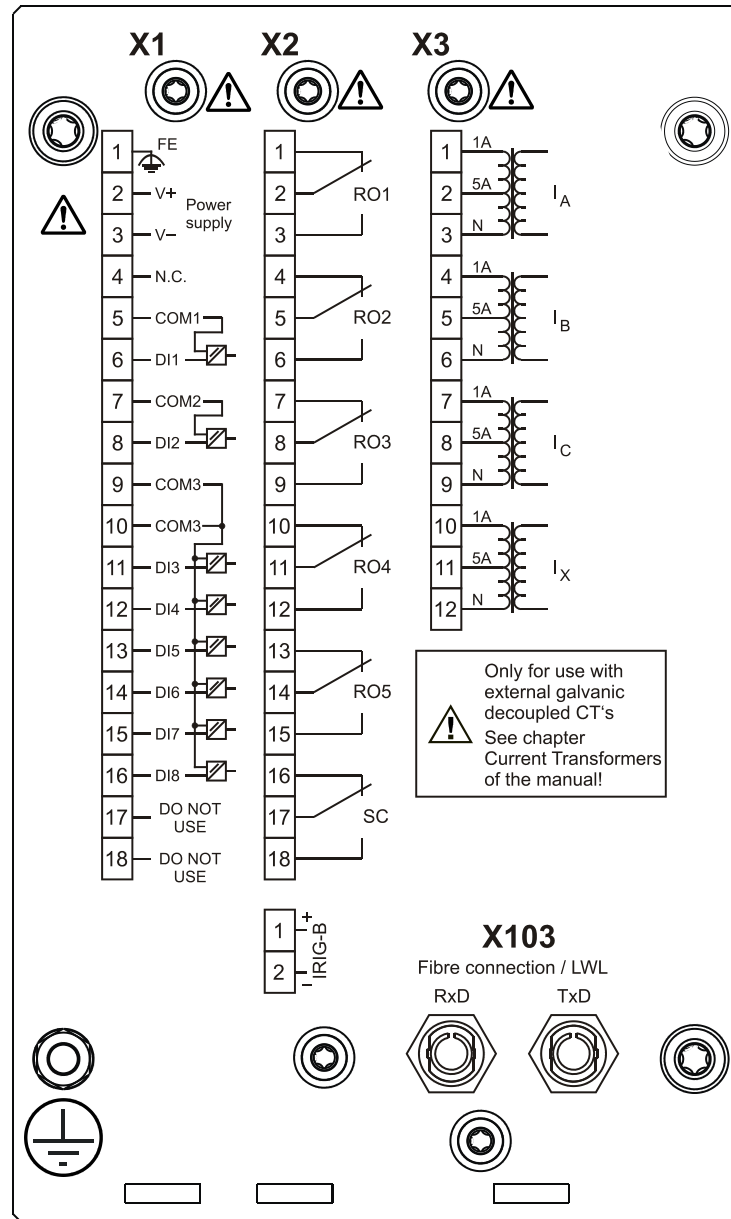 X1
X2
X3
1 FE
2 V+
3 V–
Power
supply
4 N.C.
5 COM1
6 DI1
7 COM2
8 DI2
9 COM3
10 COM3
11 DI3
12 DI4
13 DI5
14 DI6
15 DI7
16 DI8
17 DO NOT
USE
18 DO NOT
USE
1
2 RO1
3
4
5 RO2
6
7
8 RO3
9
10
11 RO4
12
13
14 RO5
15
16
17 SC
18
1 +
2 –
IRIG-B
1 1A
2 5A IA
3 N
4 1A
5 5A IB
6 N
7 1A
8 5A IC
9 N
10 1A
11 5A IX
12 N
Only for use with
external galvanic
decoupled CT‘s
See chapter
Current Transformers
of the manual!
X103
Fibre connection / LWL
RxD TxD